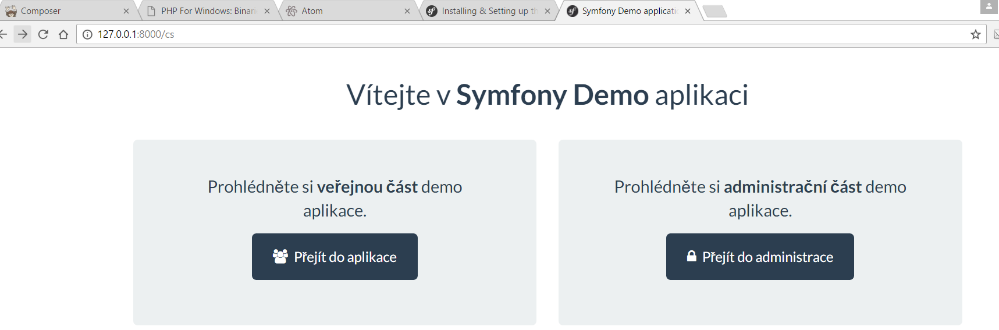 Composer
PHP For Windows: Binari
Atom
Installing & Setting up th
Symfony Demo applicatio
127.0.0.1:8000/cs
Vítejte v Symfony Demo aplikaci
Prohlédněte si veřejnou část demo
aplikace.
Přejít do aplikace
Prohlédněte si administrační část demo
aplikace.
Přejít do administrace